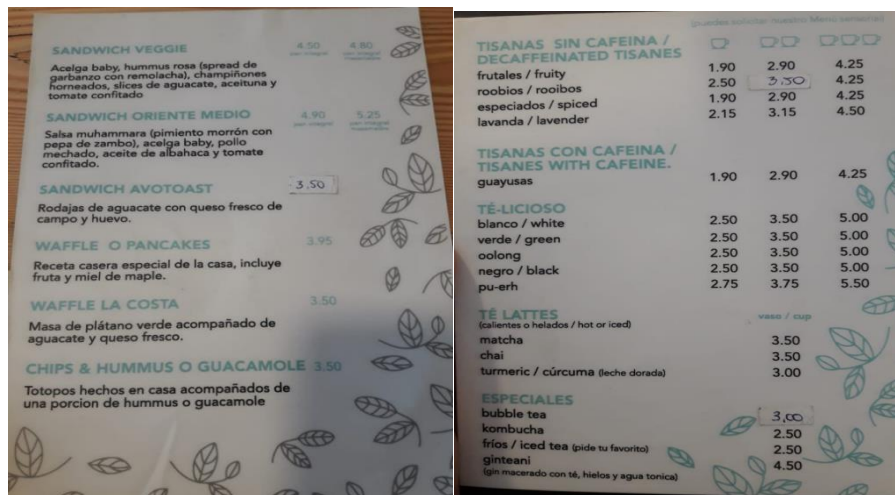 SANDWICH VEGGIE 4.50 4.80
Acelga baby, hummus rosa (spread de
garbanzo con remolacha), champiñones
horneados, slices de aguacate, aceituna y
tomate confitado
SANDWICH ORIENTE MEDIO 4.90 5.25
Salsa muhammara (pimiento morrón con
pepa de zambo), acelga baby, pollo
mechado, aceite de albahaca y tomate
confitado.
SANDWICH AVOTOAST 3.50
Rodajas de aguacate con queso fresco de
campo y huevo.
WAFFLE O PANCAKES 3.95
Receta casera especial de la casa, incluye
fruta y miel de maple.
WAFFLE LA COSTA 3.50
Masa de plátano verde acompañado de
aguacate y queso fresco.
CHIPS & HUMMUS O GUACAMOLE 3.50
Totopos hechos en casa acompañados de
una porcion de hummus o guacamole
(puedes solicitar nuestro Menú sensorial)
TISANAS SIN CAFEINA /
DECAFFEINATED TISANES
frutales / fruity 1.90 2.90 4.25
roobios / rooibos 2.50 3.50 4.25
especiados / spiced 1.90 2.90 4.25
lavanda / lavender 2.15 3.15 4.50
TISANAS CON CAFEINA /
TISANES WITH CAFFEINE.
guayusas 1.90 2.90 4.25
TÉ-LICIOSO
blanco / white 2.50 3.50 5.00
verde / green 2.50 3.50 5.00
oolong 2.50 3.50 5.00
negro / black 2.50 3.50 5.00
pu-erh 2.75 3.75 5.50
TÉ LATTES vaso / cup
(calientes o helados / hot or iced)
matcha 3.50
chai 3.50
turmeric / cúrcuma (leche dorada) 3.00
ESPECIALES
bubble tea 3,00
kombucha 2.50
fríos / iced tea (pide tu favorito) 2.50
ginteani 4.50
(gin macerado con té, hielos y agua tonica)